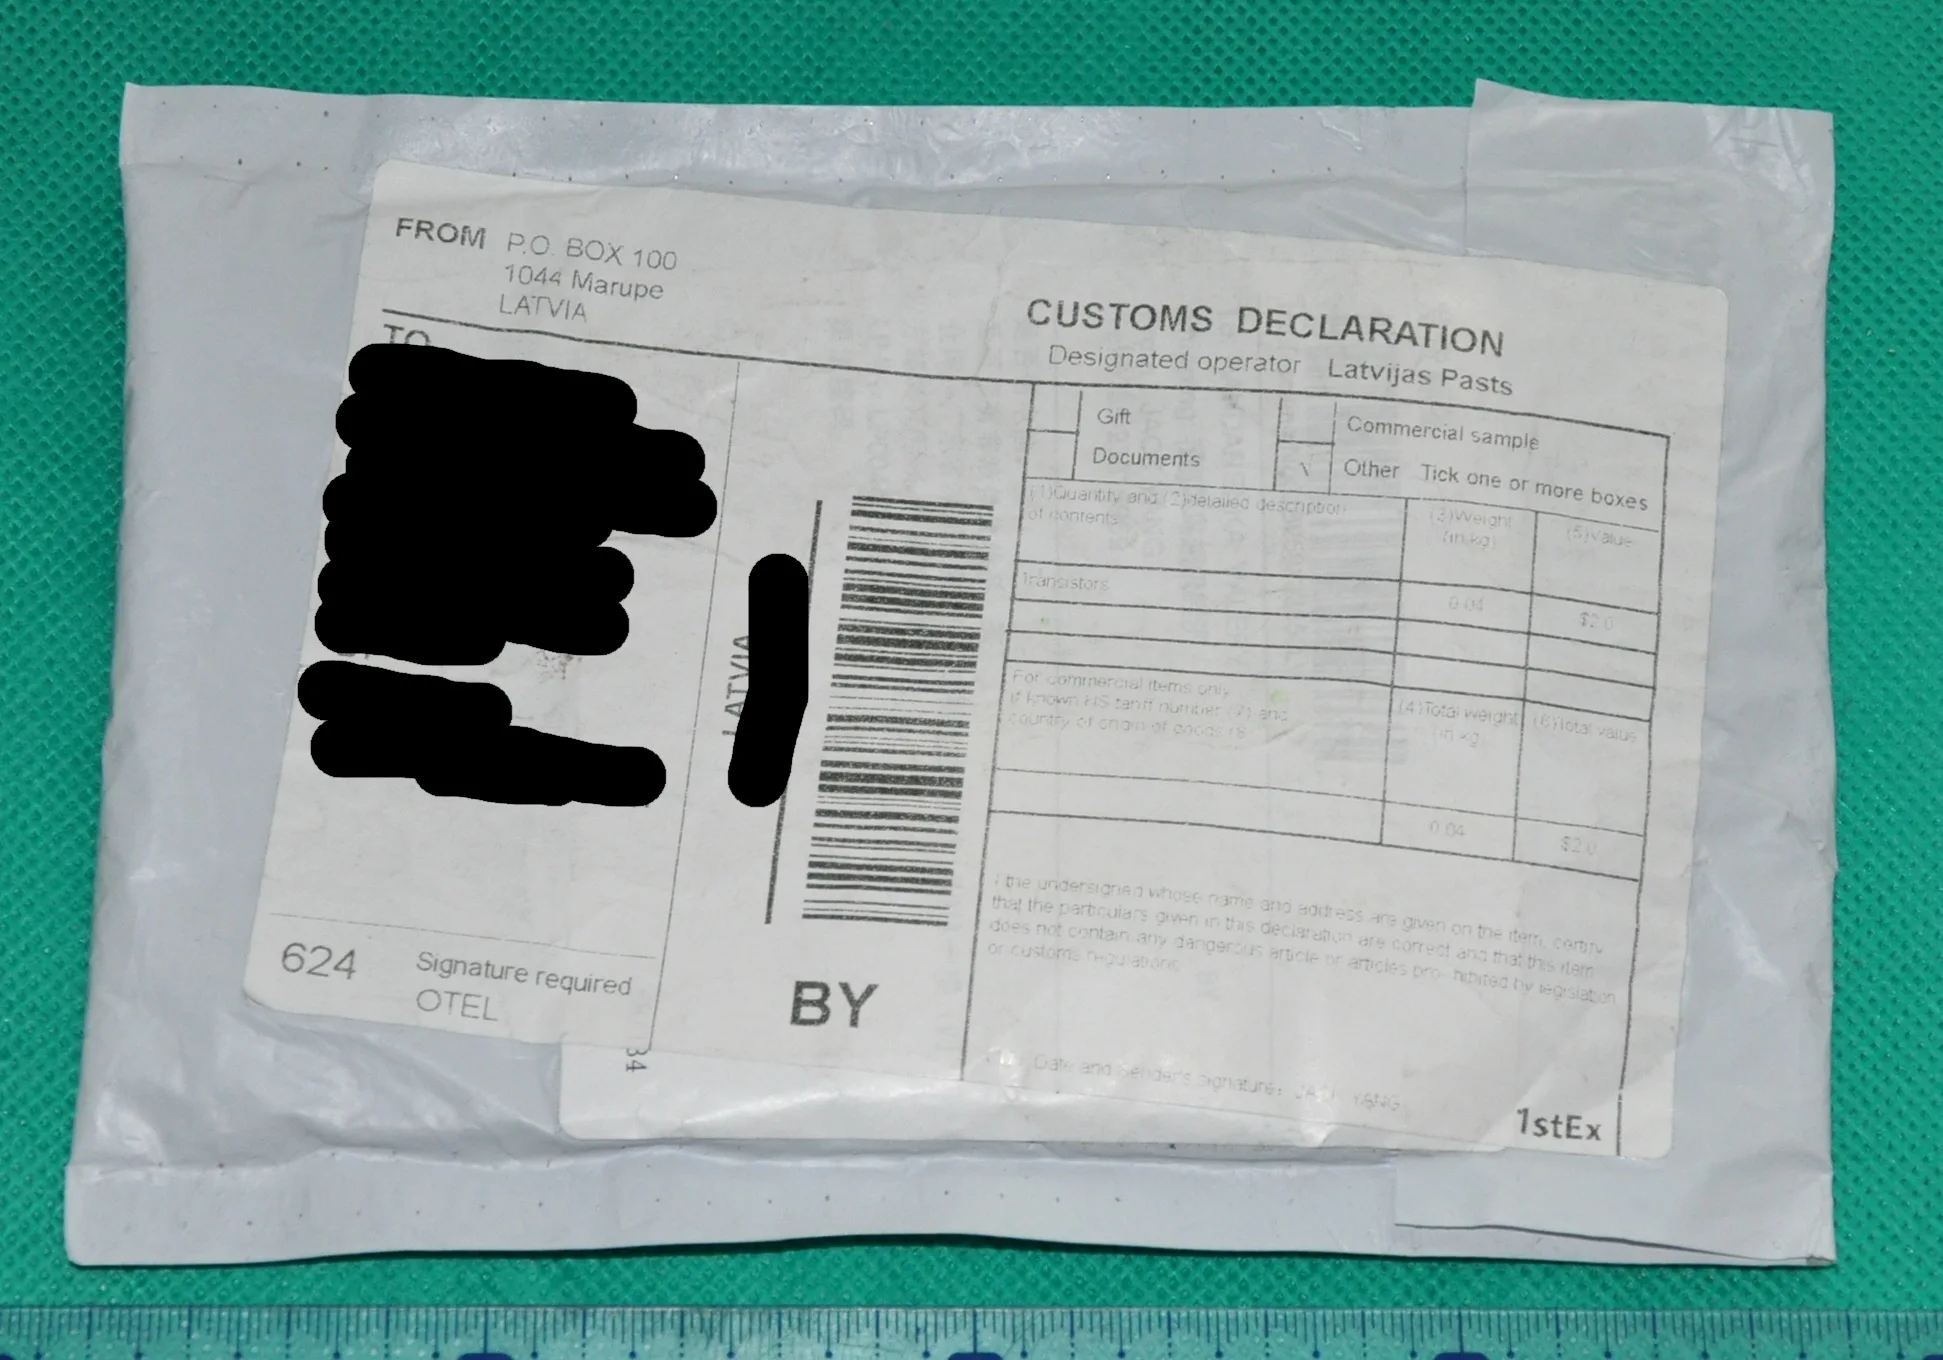 FROM P.O. BOX 100
1044 Marupe
LATVIA
TO
CUSTOMS DECLARATION
Designated operator Latvijas Pasts
Gift
Commercial sample
Documents
\ Other Tick one or more boxes
(1)Quantity and (2)detailed description
of contents
(3)Weight
(in kg)
(5)Value
Transistors
0.04
$2.0
For commercial items only
If known HS tariff number (7) and
country of origin of goods (8
(4)Total weight
(in kg
(6)Total value
0.04
$2.0
I the undersigned whose name and address are given on the item, certify
that the particulars given in this declaration are correct and that this item
does not contain any dangerous article or articles pro- hibited by legislation
or customs regulations
Date and Sender's signature:
1stEx
LATVIA
BY
624
Signature required
OTEL
34